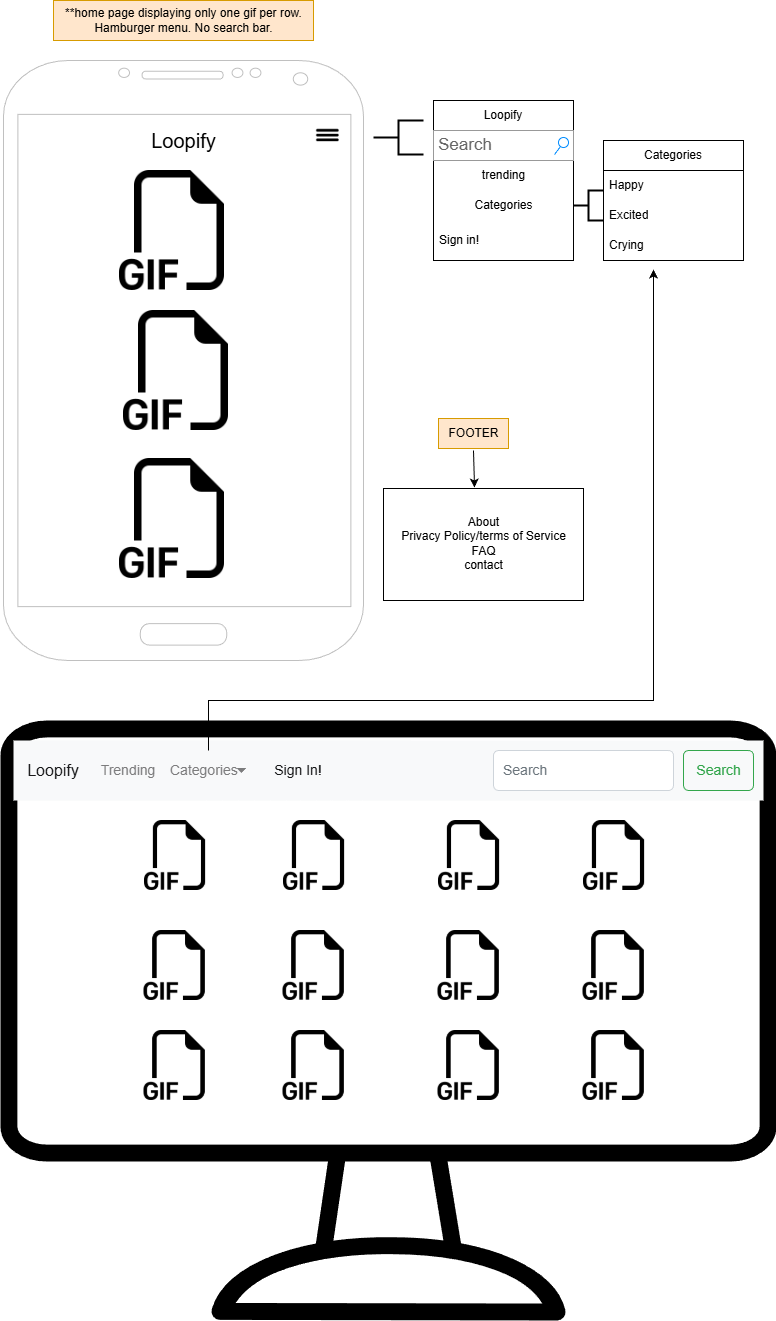 **home page displaying only one gif per row.
Hamburger menu. No search bar.
Loopify
GIF
GIF
GIF
Loopify
Search
trending
Categories
Sign in!
Categories
Happy
Excited
Crying
FOOTER
About
Privacy Policy/terms of Service
FAQ
contact
Loopify Trending Categories Sign In! Search Search
GIF GIF GIF GIF
GIF GIF GIF GIF
GIF GIF GIF GIF